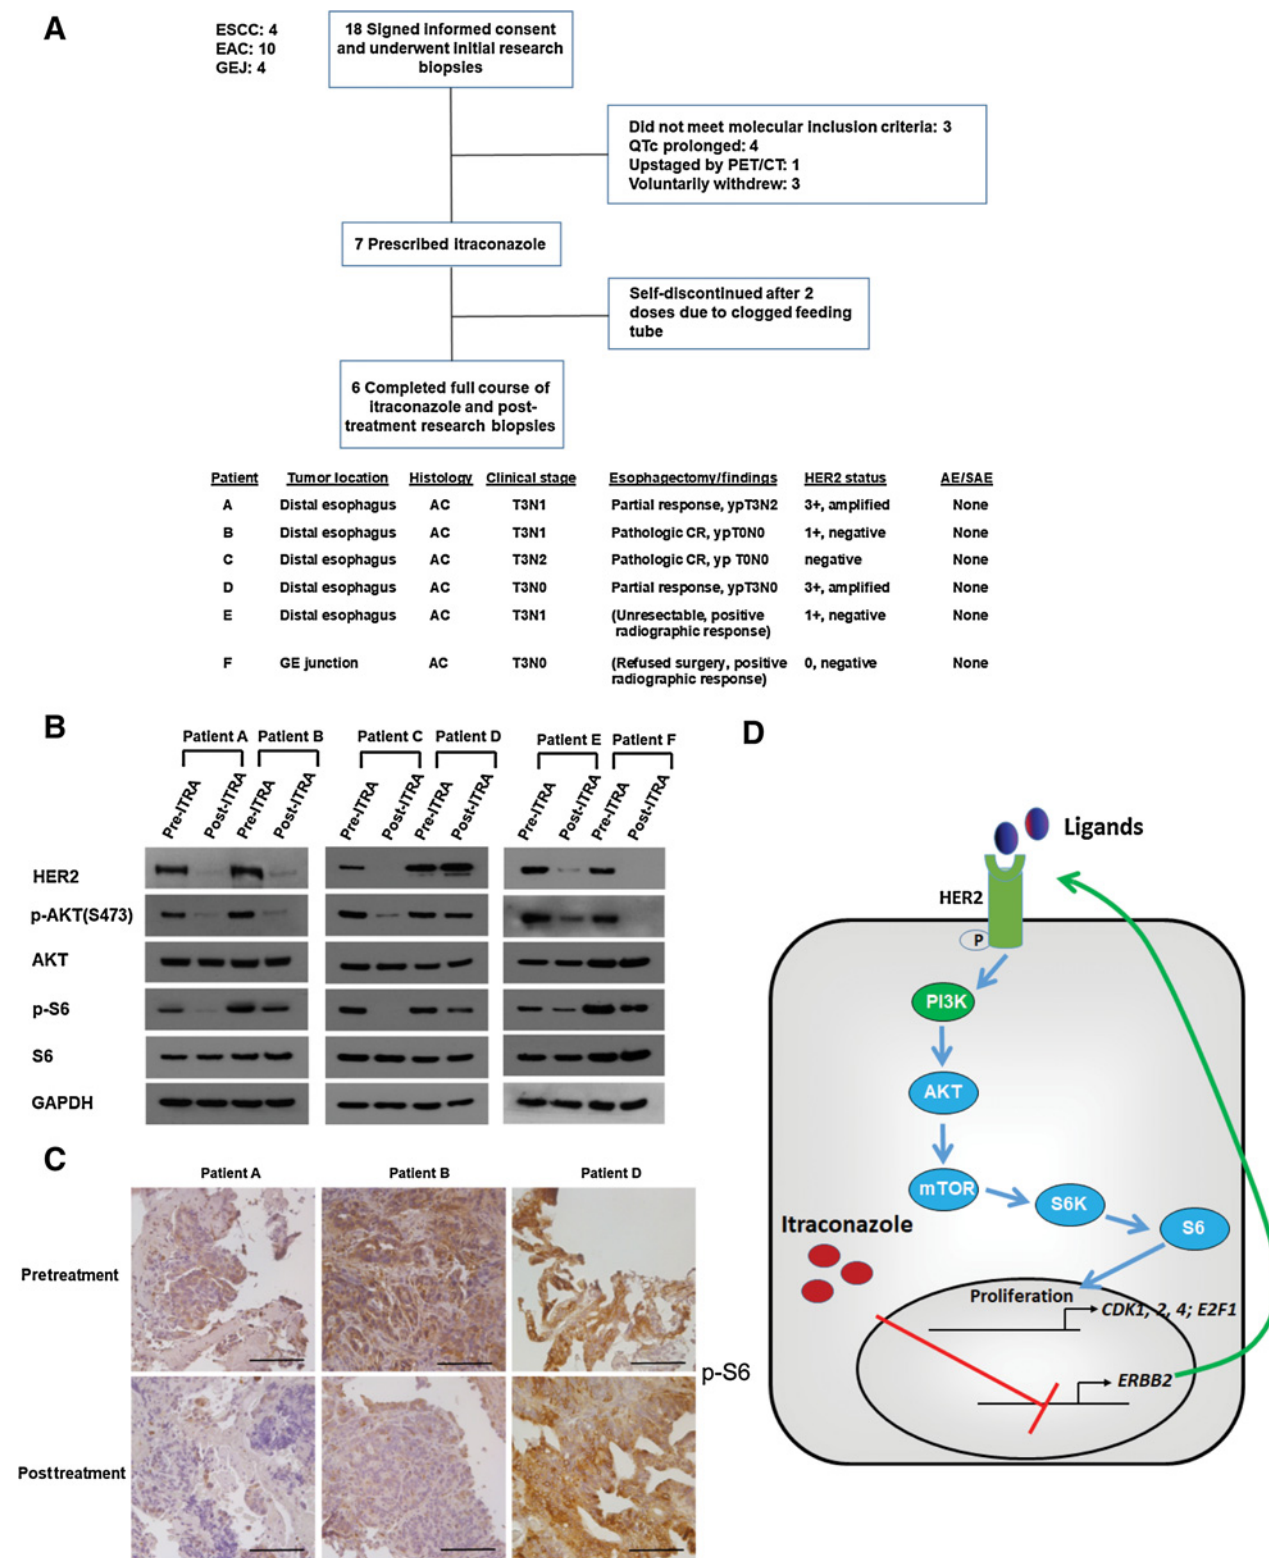 A
ESCC: 4
EAC: 10
GEJ: 4
18 Signed informed consent
and underwent initial research
biopsies
Did not meet molecular inclusion criteria: 3
QTc prolonged: 4
Upstaged by PET/CT: 1
Voluntarily withdrew: 3
7 Prescribed itraconazole
Self-discontinued after 2
doses due to clogged feeding
tube
6 Completed full course of
itraconazole and post-
treatment research biopsies
Patient Tumor location Histology Clinical stage Esophagectomy/findings HER2 status AE/SAE
A Distal esophagus AC T3N1 Partial response, ypT3N2 3+, amplified None
B Distal esophagus AC T3N1 Pathologic CR, ypT0N0 1+, negative None
C Distal esophagus AC T3N2 Pathologic CR, yp T0N0 negative None
D Distal esophagus AC T3N0 Partial response, ypT3N0 3+, amplified None
E Distal esophagus AC T3N1 (Unresectable, positive 1+, negative None
radiographic response)
F GE junction AC T3N0 (Refused surgery, positive 0, negative None
radiographic response)
B
Patient A Patient B Patient C Patient D Patient E Patient F
Pre-ITRA Post-ITRA Pre-ITRA Post-ITRA Pre-ITRA Post-ITRA Pre-ITRA Post-ITRA Pre-ITRA Post-ITRA Pre-ITRA Post-ITRA
HER2
p-AKT(S473)
AKT
p-S6
S6
GAPDH
C
Patient A Patient B Patient D
Pretreatment
Posttreatment
p-S6
D
Ligands
HER2
P
PI3K
AKT
mTOR
S6K
S6
Itraconazole
Proliferation
CDK1, 2, 4; E2F1
ERBB2